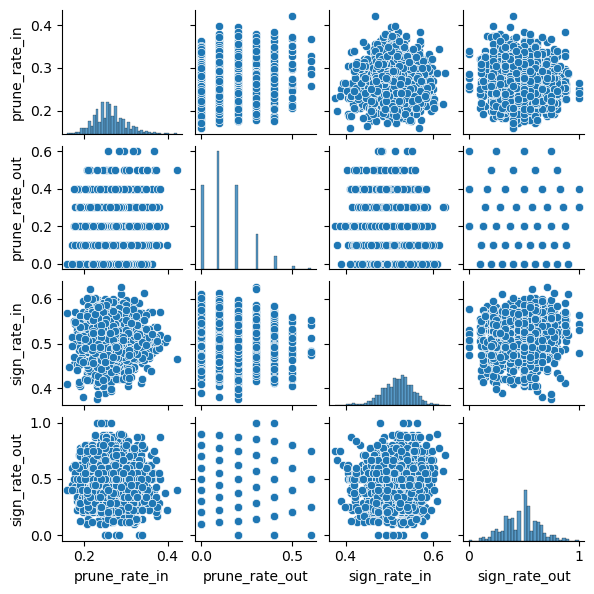 prune_rate_in
0.4
0.3
0.2
prune_rate_out
0.6
0.4
0.2
0.0
sign_rate_in
0.6
0.5
0.4
sign_rate_out
1.0
0.5
0.0
0.2 0.4 0.0 0.5 0.4 0.6 0 1
prune_rate_in prune_rate_out sign_rate_in sign_rate_out